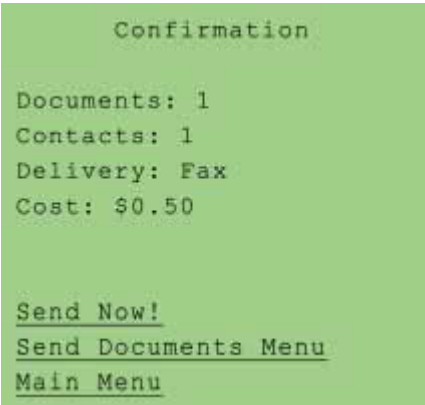 Confirmation
Documents: 1
Contacts: 1
Delivery: Fax
Cost: $0.50
Send Now!
Send Documents Menu
Main Menu